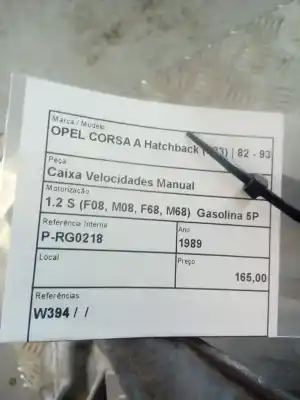 Marca / Modelo
OPEL CORSA A Hatchback ( 3) | 82 - 93
Peça
Caixa Velocidades Manual
Motorização
1.2 S (F08, M08, F68, M68) Gasolina 5P
Referência Interna Ano
P-RG0218 1989
Local Preço
165,00
Referências
W394 / /